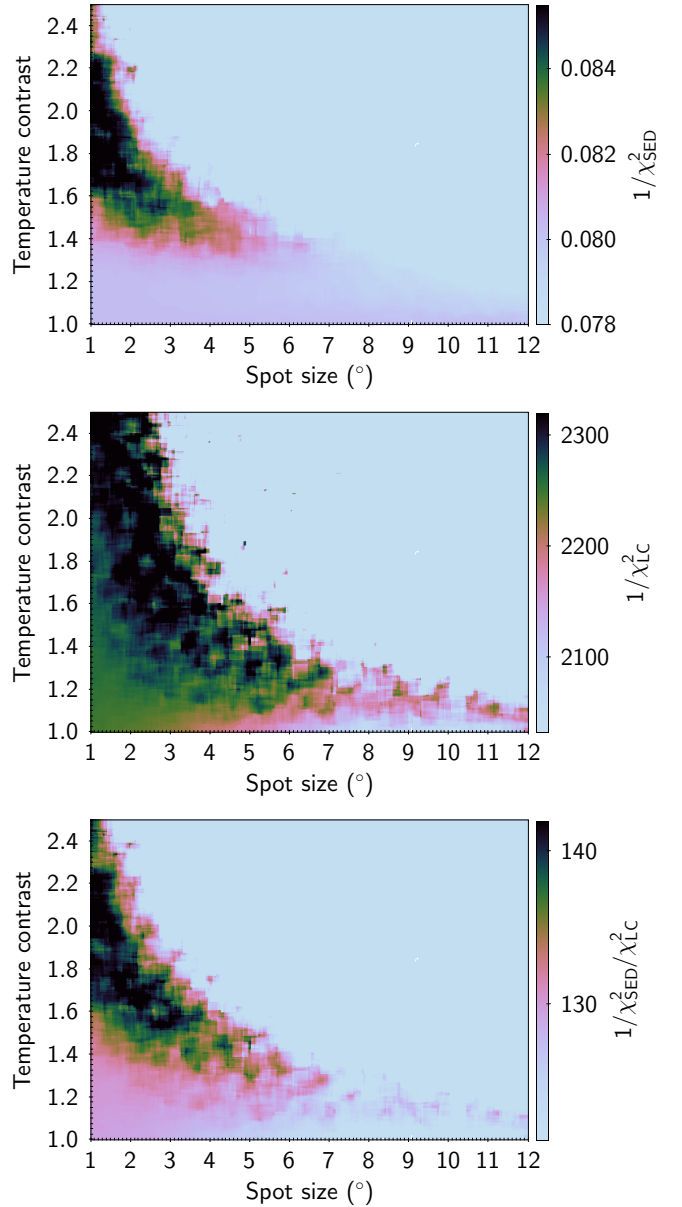 2.4
2.2
2.0
1.8
1.6
1.4
1.2
1.0
Temperature contrast
1 2 3 4 5 6 7 8 9 10 11 12
Spot size (°)
0.084
0.082
0.080
0.078
1/χ²SED
2.4
2.2
2.0
1.8
1.6
1.4
1.2
1.0
Temperature contrast
1 2 3 4 5 6 7 8 9 10 11 12
Spot size (°)
2300
2200
2100
1/χ²LC
2.4
2.2
2.0
1.8
1.6
1.4
1.2
1.0
Temperature contrast
1 2 3 4 5 6 7 8 9 10 11 12
Spot size (°)
140
130
1/χ²SED/χ²LC